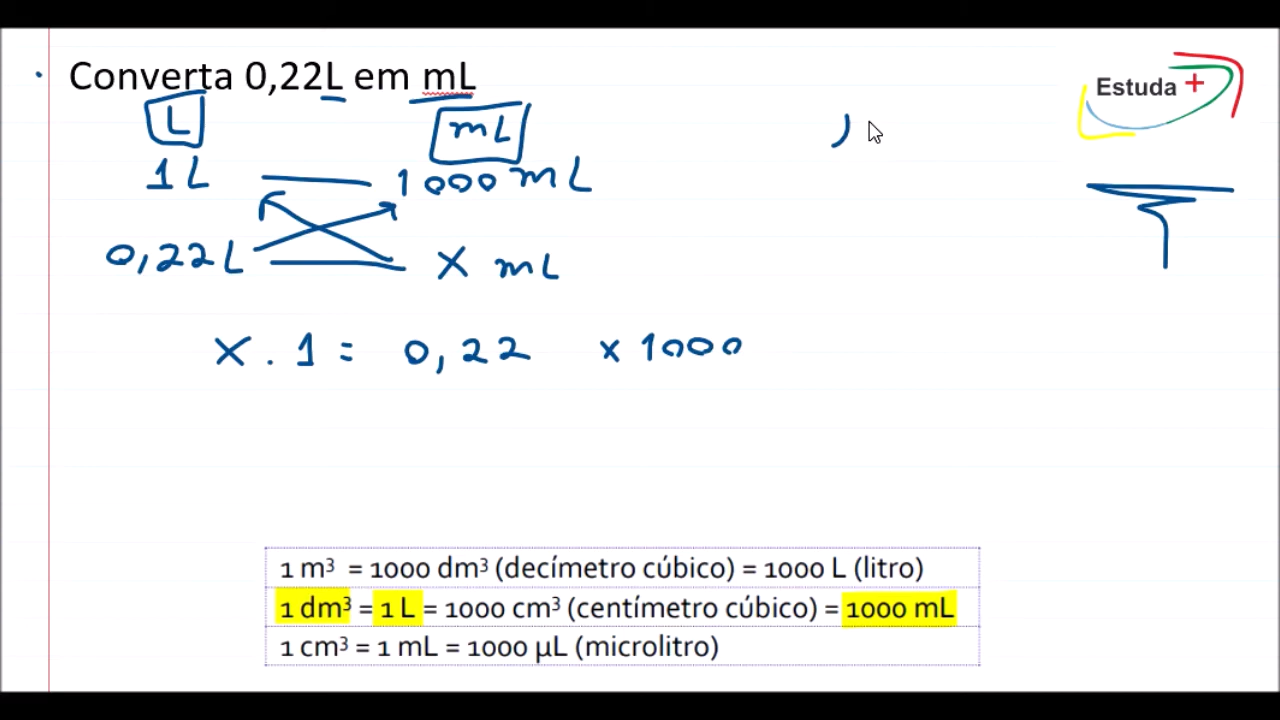 Converta 0,22L em mL
Estuda +
L mL
1L 1000 mL
0,22L X mL
X . 1 = 0,22 x 1000
1 m³ = 1000 dm³ (decímetro cúbico) = 1000 L (litro)
1 dm³ = 1 L = 1000 cm³ (centímetro cúbico) = 1000 mL
1 cm³ = 1 mL = 1000 µL (microlitro)